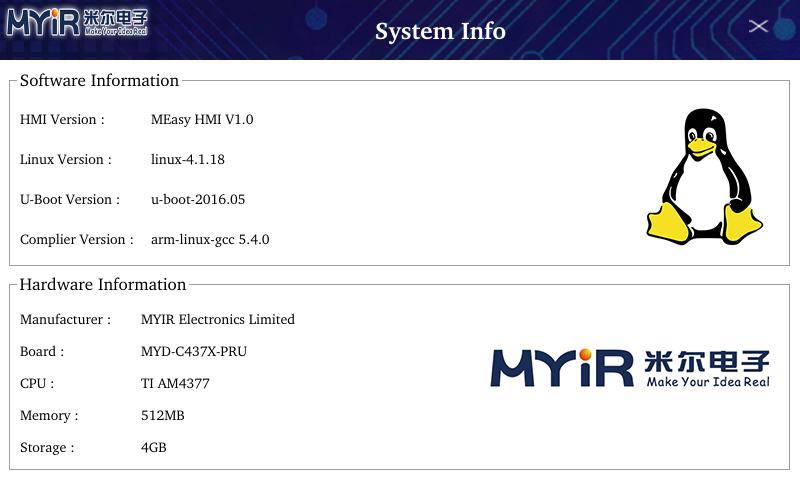 MYiR 米尔电子
Make Your Idea Real
System Info
Software Information
HMI Version : MEasy HMI V1.0
Linux Version : linux-4.1.18
U-Boot Version : u-boot-2016.05
Complier Version : arm-linux-gcc 5.4.0
Hardware Information
Manufacturer : MYIR Electronics Limited
Board : MYD-C437X-PRU
CPU : TI AM4377
Memory : 512MB
Storage : 4GB
MYiR 米尔电子
Make Your Idea Real